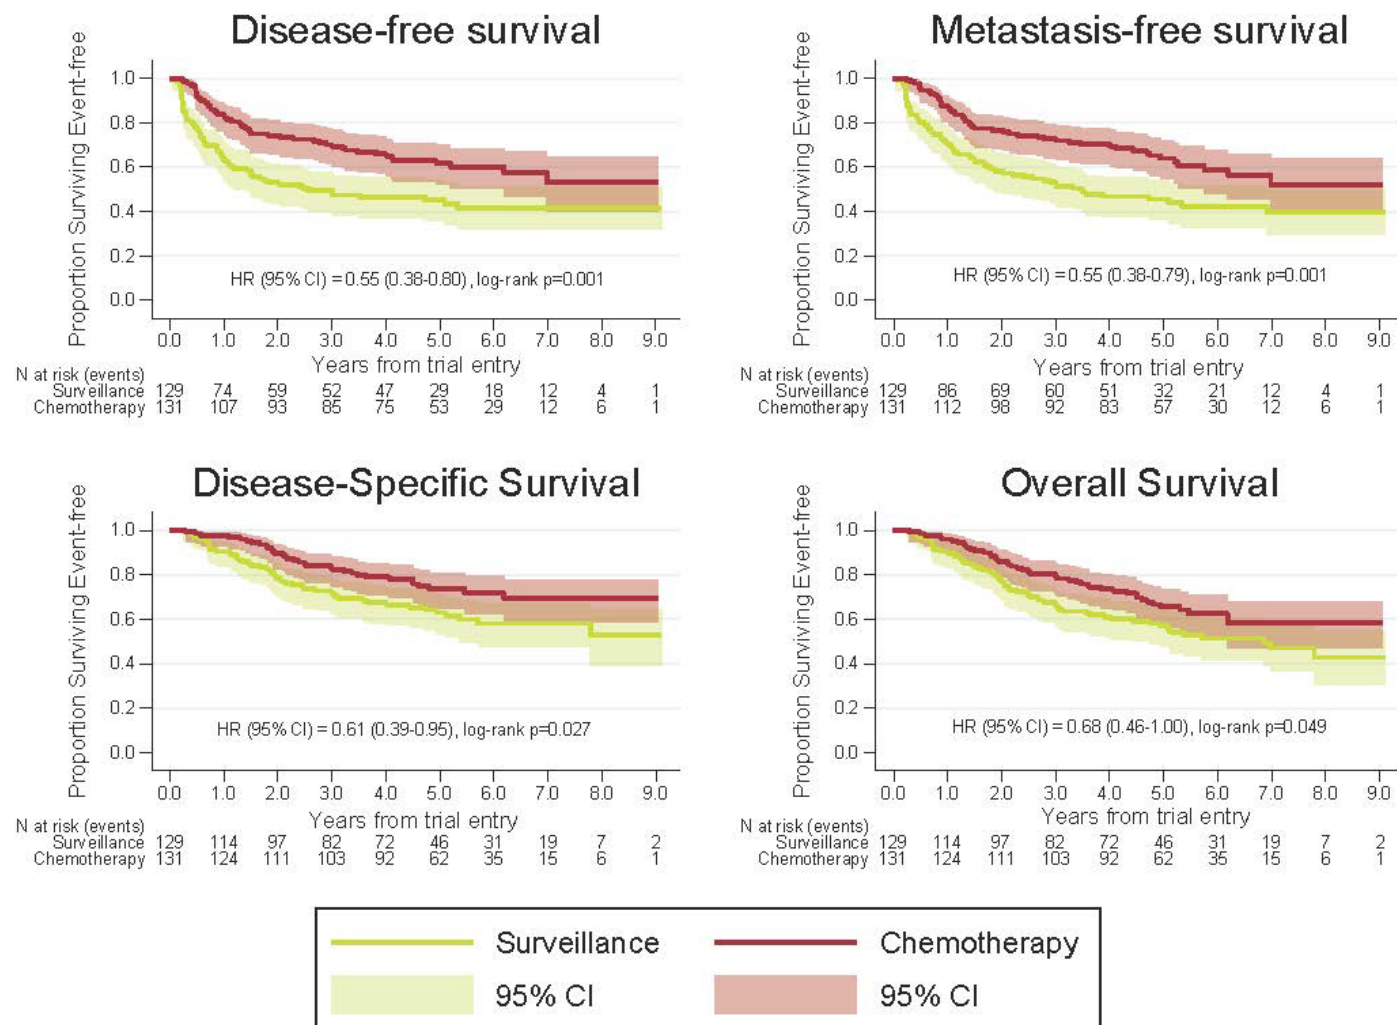 Disease-free survival
Proportion Surviving Event-free
1.0
0.8
0.6
0.4
0.2
0.0
HR (95% CI) = 0.55 (0.38-0.80), log-rank p=0.001
0.0 1.0 2.0 3.0 4.0 5.0 6.0 7.0 8.0 9.0
Years from trial entry
N at risk (events)
Surveillance 129 74 59 52 47 29 18 12 4 1
Chemotherapy 131 107 93 85 75 53 29 12 6 1
Metastasis-free survival
Proportion Surviving Event-free
1.0
0.8
0.6
0.4
0.2
0.0
HR (95% CI) = 0.55 (0.38-0.79), log-rank p=0.001
0.0 1.0 2.0 3.0 4.0 5.0 6.0 7.0 8.0 9.0
Years from trial entry
N at risk (events)
Surveillance 129 86 69 60 51 32 21 12 4 1
Chemotherapy 131 112 98 92 83 57 30 12 6 1
Disease-Specific Survival
Proportion Surviving Event-free
1.0
0.8
0.6
0.4
0.2
0.0
HR (95% CI) = 0.61 (0.39-0.95), log-rank p=0.027
0.0 1.0 2.0 3.0 4.0 5.0 6.0 7.0 8.0 9.0
Years from trial entry
N at risk (events)
Surveillance 129 114 97 82 72 46 31 19 7 2
Chemotherapy 131 124 111 103 92 62 35 15 6 1
Overall Survival
Proportion Surviving Event-free
1.0
0.8
0.6
0.4
0.2
0.0
HR (95% CI) = 0.68 (0.46-1.00), log-rank p=0.049
0.0 1.0 2.0 3.0 4.0 5.0 6.0 7.0 8.0 9.0
Years from trial entry
N at risk (events)
Surveillance 129 114 97 82 72 46 31 19 7 2
Chemotherapy 131 124 111 103 92 62 35 15 6 1
Surveillance Chemotherapy
95% CI 95% CI